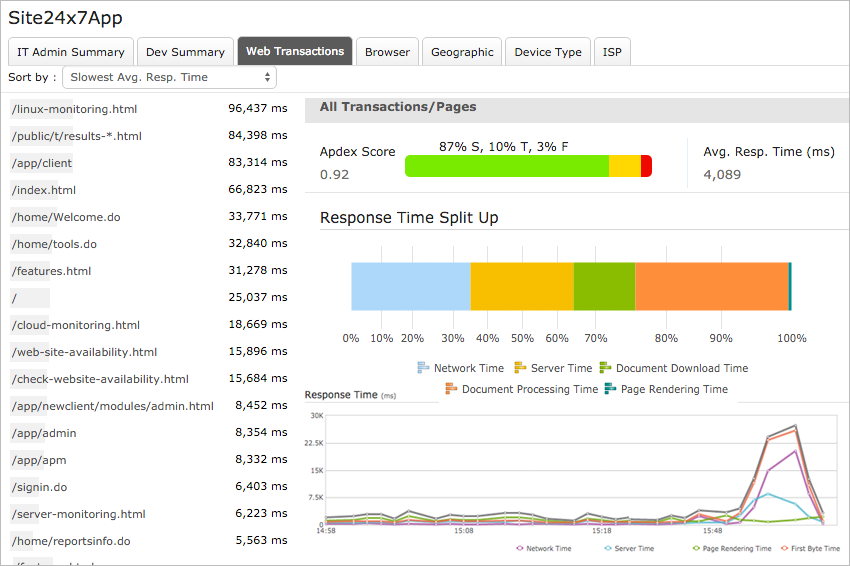 Site24x7App
IT Admin Summary
Dev Summary
Web Transactions
Browser
Geographic
Device Type
ISP
Sort by :
Slowest Avg. Resp. Time
/linux-monitoring.html 96,437 ms
/public/t/results-*.html 84,398 ms
/app/client 83,314 ms
/index.html 66,823 ms
/home/Welcome.do 33,771 ms
/home/tools.do 32,840 ms
/features.html 31,278 ms
/ 25,037 ms
/cloud-monitoring.html 18,669 ms
/web-site-availability.html 15,896 ms
/check-website-availability.html 15,684 ms
/app/newclient/modules/admin.html 8,452 ms
/app/admin 8,354 ms
/app/apm 8,332 ms
/signin.do 6,403 ms
/server-monitoring.html 6,223 ms
/home/reportsinfo.do 5,563 ms
All Transactions/Pages
87% S, 10% T, 3% F
Apdex Score
0.92
Avg. Resp. Time (ms)
4,089
Response Time Split Up
0% 10% 20% 30% 40% 50% 60% 70% 80% 90% 100%
Network Time Server Time Document Download Time
Document Processing Time Page Rendering Time
Response Time (ms)
30K
22.5K
15K
7.5K
0
14:58 15:08 15:18 15:48
Network Time Server Time Page Rendering Time First Byte Time